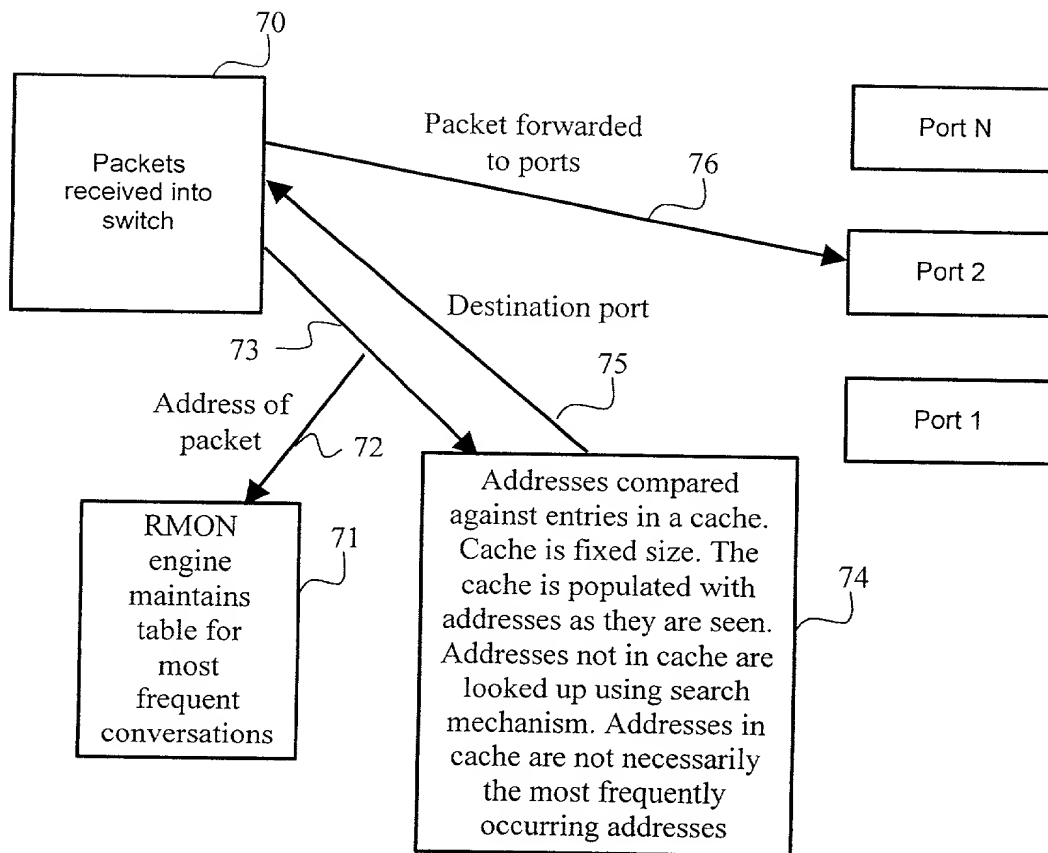 70
Packets
received into
switch
Packet forwarded
to ports
76
Port N
Port 2
Port 1
Destination port
73
75
Address of
packet
72
RMON
engine
maintains
table for
most
frequent
conversations
71
Addresses compared
against entries in a cache.
Cache is fixed size. The
cache is populated with
addresses as they are seen.
Addresses not in cache are
looked up using search
mechanism. Addresses in
cache are not necessarily
the most frequently
occurring addresses
74